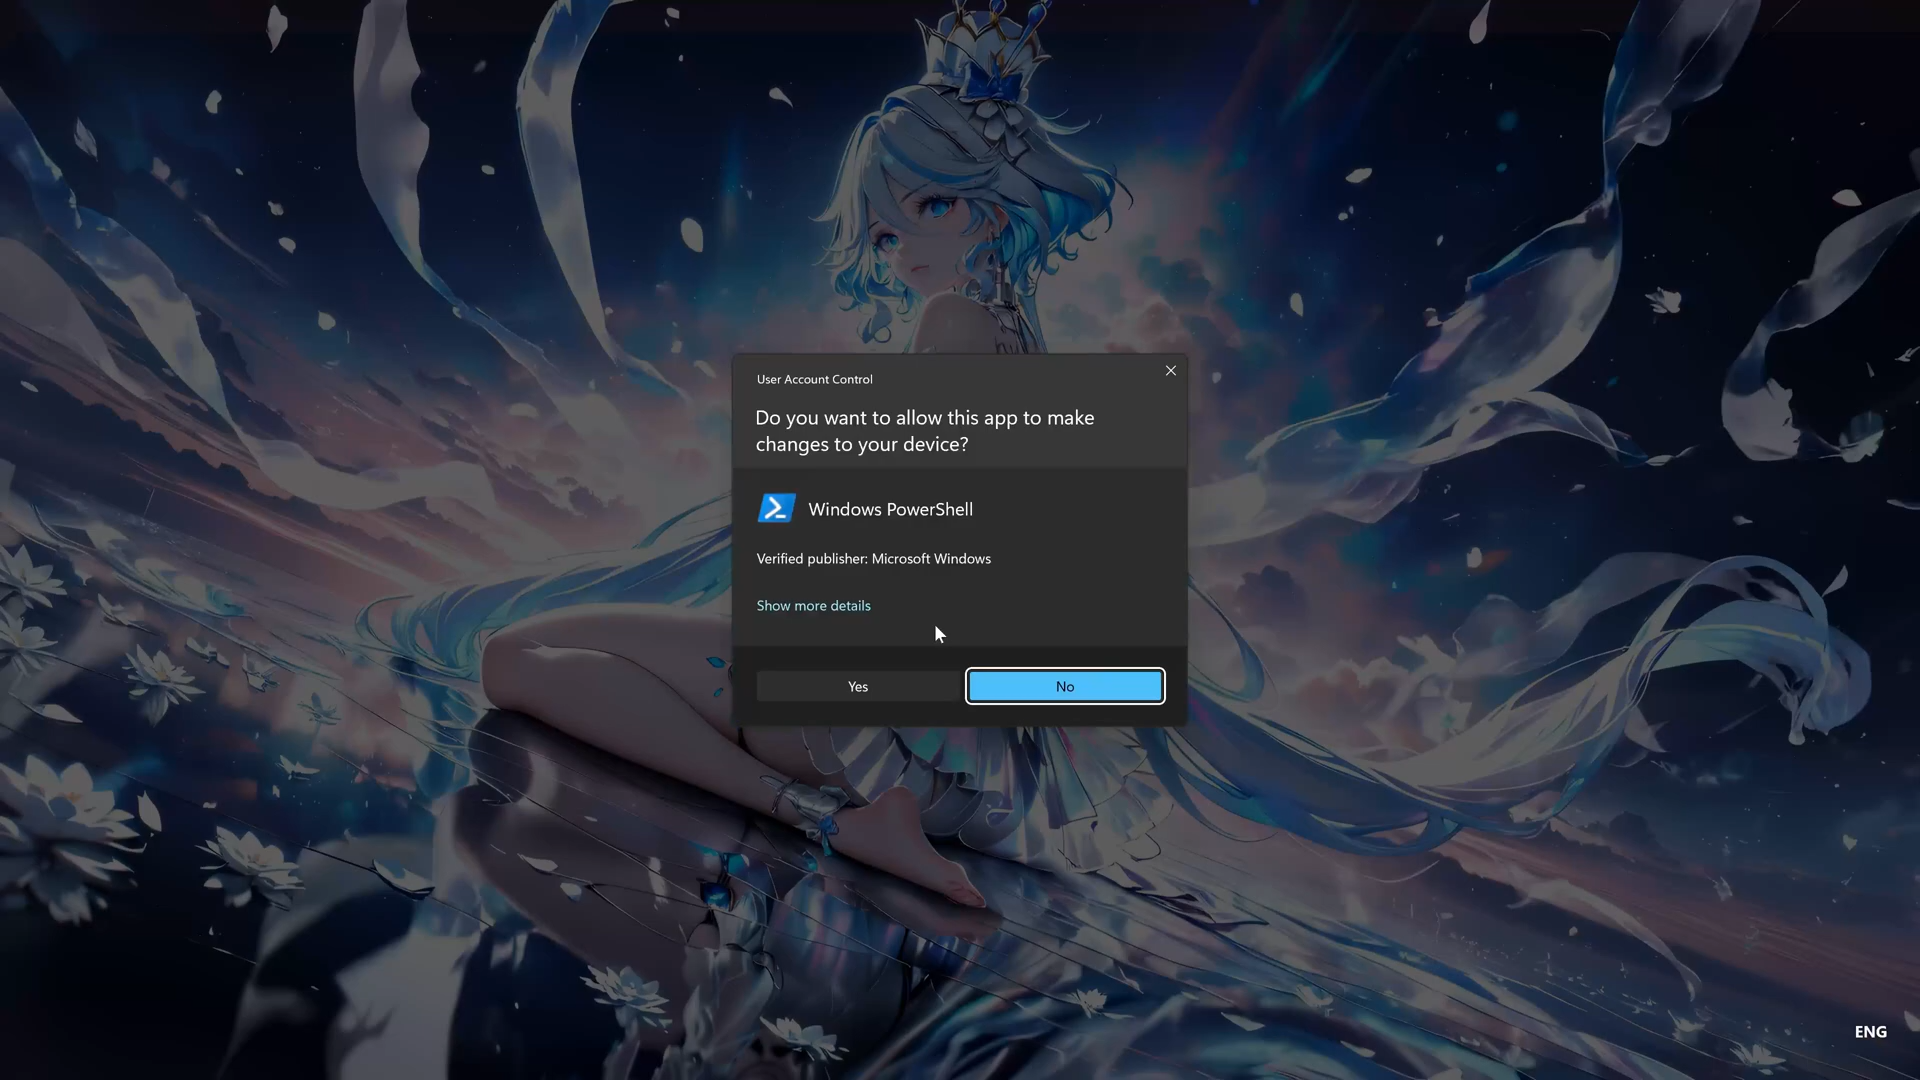 User Account Control
Do you want to allow this app to make
changes to your device?
Windows PowerShell
Verified publisher: Microsoft Windows
Show more details
Yes
No
ENG